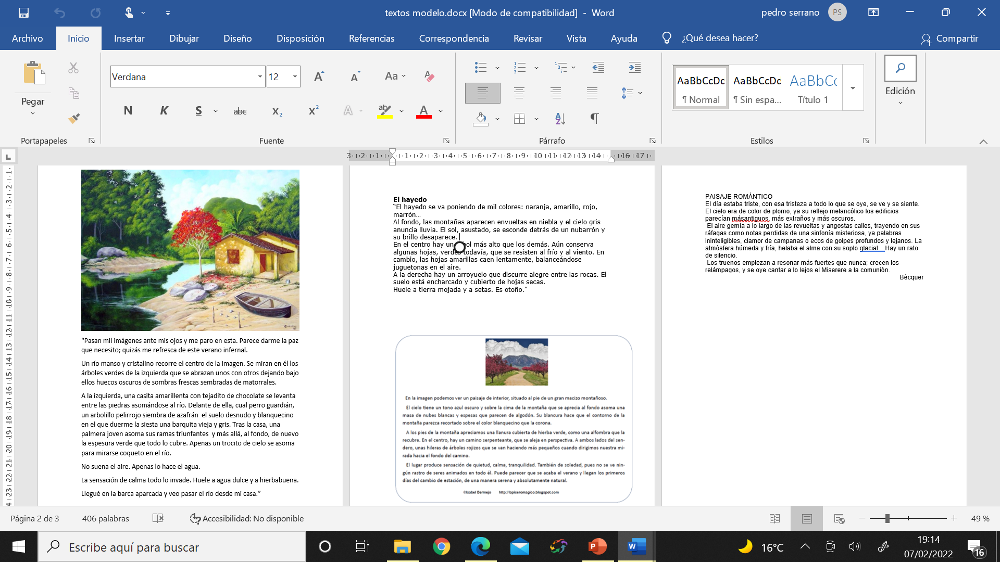 textos modelo.docx [Modo de compatibilidad] - Word
pedro serrano PS
Archivo Inicio Insertar Dibujar Diseño Disposición Referencias Correspondencia Revisar Vista Ayuda ¿Qué desea hacer? Compartir
Pegar
Portapapeles
Verdana 12
N K S abc X₂ X² A ab A
Fuente
Párrafo
AaBbCcDc AaBbCcDc AaBbCc
¶ Normal ¶ Sin espa... Título 1
Estilos
Edición
3 2 1 1 2 3 4 5 6 7 8 9 10 11 12 13 14 16 17
“Pasan mil imágenes ante mis ojos y me paro en esta. Parece darme la paz
que necesito; quizás me refresca de este verano infernal.
Un río manso y cristalino recorre el centro de la imagen. Se miran en él los
árboles verdes de la izquierda que se abrazan unos con otros dejando bajo
ellos huecos oscuros de sombras frescas sembradas de matorrales.
A la izquierda, una casita amarillenta con tejadito de chocolate se levanta
entre las piedras asomándose al río. Delante de ella, cual perro guardián,
un arbolillo pelirrojo siembra de azafrán el suelo desnudo y blanquecino
en el que duerme la siesta una barquita vieja y gris. Tras la casa, una
palmera joven asoma sus ramas triunfantes y más allá, al fondo, de nuevo
la espesura verde que todo lo cubre. Apenas un trocito de cielo se asoma
para mirarse coqueto en el río.
No suena el aire. Apenas lo hace el agua.
La sensación de calma todo lo invade. Huele a agua dulce y a hierbabuena.
Llegué en la barca aparcada y veo pasar el río desde mi casa.”
El hayedo
“El hayedo se va poniendo de mil colores: naranja, amarillo, rojo,
marrón…
Al fondo, las montañas aparecen envueltas en niebla y el cielo gris
anuncia lluvia. El sol, asustado, se esconde detrás de un nubarrón y
su brillo desaparece.
En el centro hay un bol más alto que los demás. Aún conserva
algunas hojas, verdes todavía, que se resisten al frío y al viento. En
cambio, las hojas amarillas caen lentamente, balanceándose
juguetonas en el aire.
A la derecha hay un arroyuelo que discurre alegre entre las rocas. El
suelo está encharcado y cubierto de hojas secas.
Huele a tierra mojada y a setas. Es otoño.”
En la imagen podemos ver un paisaje de interior, situado al pie de un gran macizo montañoso.
El cielo tiene un tono azul oscuro y sobre la cima de la montaña que se aprecia al fondo asoma una
masa de nubes blancas y espesas que parecen de algodón. Su blancura hace que el contorno de la
montaña parezca recortado sobre el color blanquecino que la corona.
A los pies de la montaña apreciamos una llanura cubierta de hierba verde, como una alfombra que la
recubre. En el centro, hay un camino serpenteante, que se aleja en perspectiva. A ambos lados del sen-
dero, unas hileras de árboles rojizos que se van haciendo más pequeños cuando dirigimos nuestra mi-
rada hacia el fondo del camino.
El lugar produce sensación de quietud, calma, tranquilidad. También de soledad, pues no se ve nin-
gún rastro de seres animados en todo él. Puede parecer que se acaba el verano y llegan los primeros
días del cambio de estación, de una manera serena y absolutamente natural.
©Isabel Bermejo http://lapiceromagico.blogspot.com
PAISAJE ROMÁNTICO
El día estaba triste, con esa tristeza a todo lo que se oye, se ve y se siente.
El cielo era de color de plomo, ya su reflejo melancólico los edificios
parecían másantiguos, más extraños y más oscuros.
El aire gemía a lo largo de las revueltas y angostas calles, trayendo en sus
ráfagas como notas perdidas de una sinfonía misteriosa, ya palabras
ininteligibles, clamor de campanas o ecos de golpes profundos y lejanos. La
atmósfera húmeda y fría, helaba el alma con su soplo glacial....Hay un rato
de silencio.
Los truenos empiezan a resonar más fuertes que nunca; crecen los
relámpagos, y se oye cantar a lo lejos el Miserere a la comunión.
Bécquer
Página 2 de 3 406 palabras Accesibilidad: No disponible 49 %
Escribe aquí para buscar
16°C
19:14
07/02/2022
16